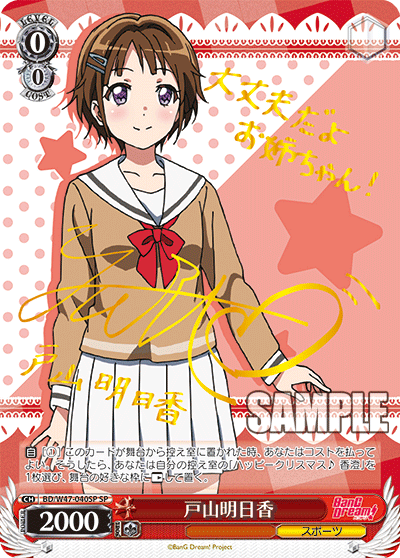 LEVEL
0
0
COST
大丈夫だよ
お姉ちゃん!
戸山明日香
SAMPLE
自 [(0)] このカードが舞台から控え室に置かれた時、あなたはコストを払って
よい。そうしたら、あなたは自分の控え室の「“ハッピークリスマス♪”香澄」を
1枚選び、舞台の好きな枠に置く。
CH BD/W47-040SP SP
POWER
2000
戸山明日香
BanG Dream!
スポーツ
©BanG Dream! Project